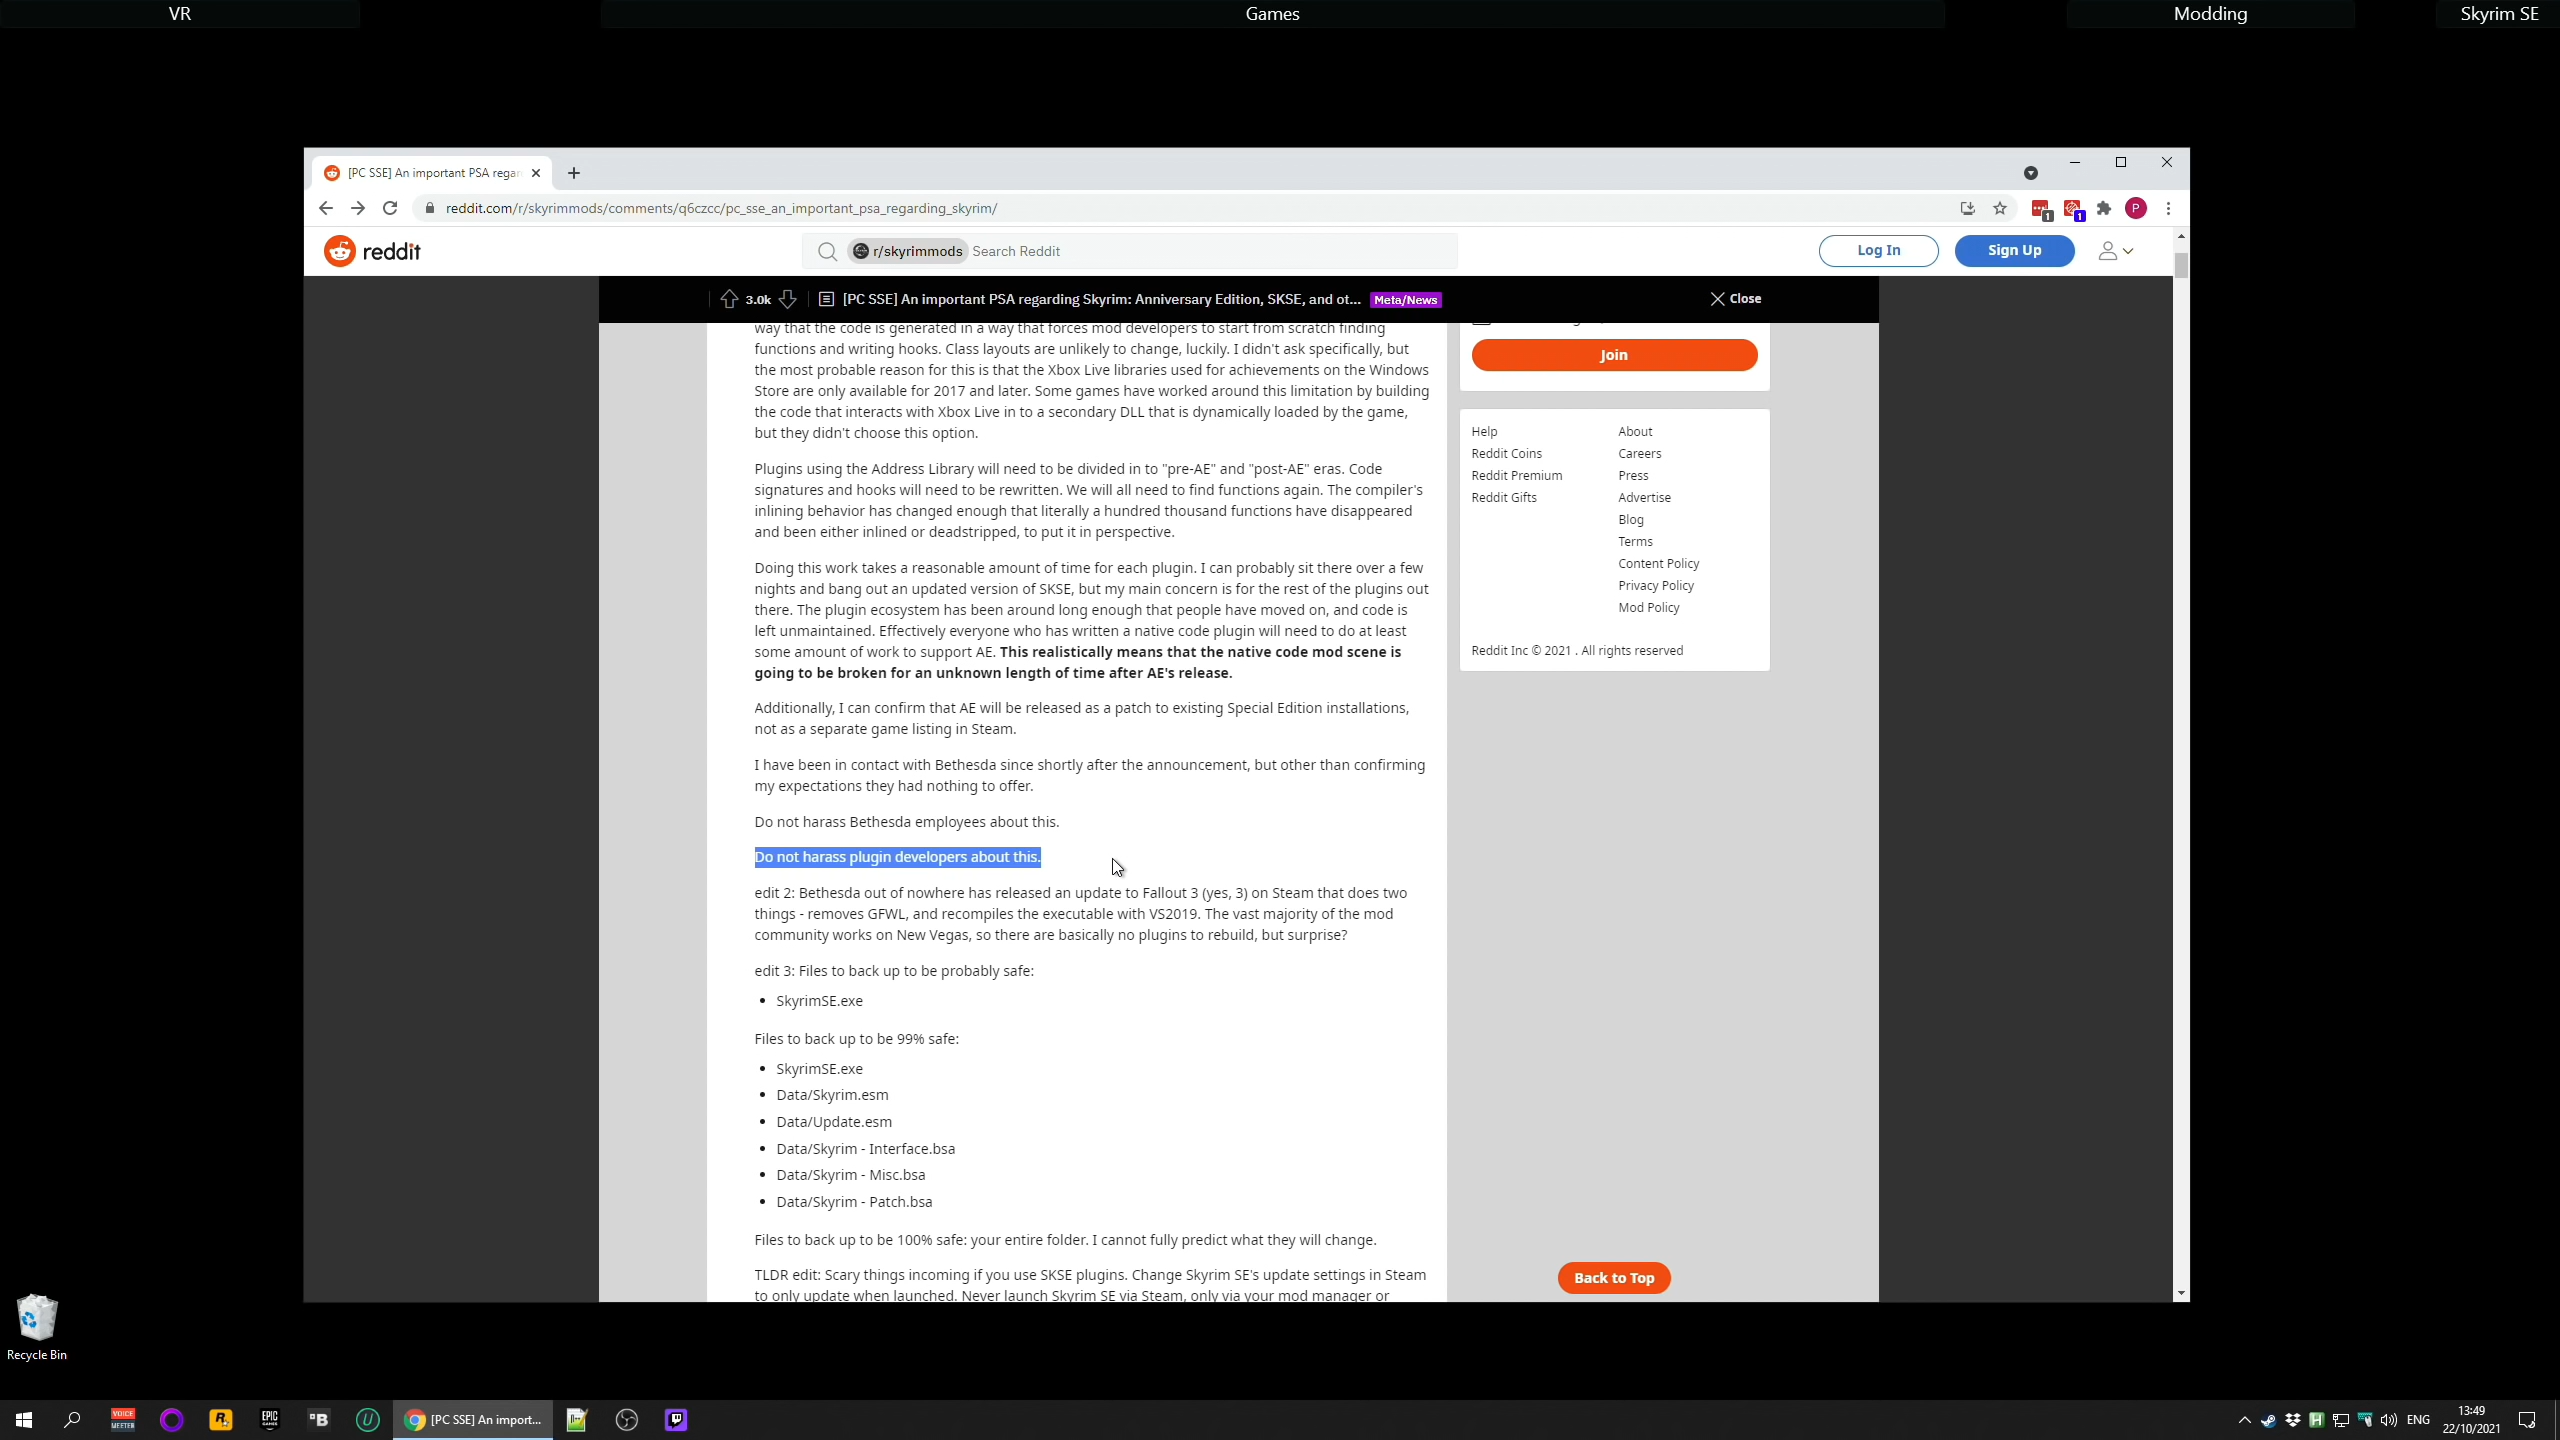 VR
Games
Modding
Skyrim SE
[PC SSE] An important PSA regar
reddit.com/r/skyrimmods/comments/q6czcc/pc_sse_an_important_psa_regarding_skyrim/
1
1
P
reddit
r/skyrimmods
Search Reddit
Log In
Sign Up
3.0k
[PC SSE] An important PSA regarding Skyrim: Anniversary Edition, SKSE, and ot...
Meta/News
Close
way that the code is generated in a way that forces mod developers to start from scratch finding
functions and writing hooks. Class layouts are unlikely to change, luckily. I didn't ask specifically, but
the most probable reason for this is that the Xbox Live libraries used for achievements on the Windows
Store are only available for 2017 and later. Some games have worked around this limitation by building
the code that interacts with Xbox Live in to a secondary DLL that is dynamically loaded by the game,
but they didn't choose this option.
Plugins using the Address Library will need to be divided in to "pre-AE" and "post-AE" eras. Code
signatures and hooks will need to be rewritten. We will all need to find functions again. The compiler's
inlining behavior has changed enough that literally a hundred thousand functions have disappeared
and been either inlined or deadstripped, to put it in perspective.
Doing this work takes a reasonable amount of time for each plugin. I can probably sit there over a few
nights and bang out an updated version of SKSE, but my main concern is for the rest of the plugins out
there. The plugin ecosystem has been around long enough that people have moved on, and code is
left unmaintained. Effectively everyone who has written a native code plugin will need to do at least
some amount of work to support AE. This realistically means that the native code mod scene is
going to be broken for an unknown length of time after AE's release.
Additionally, I can confirm that AE will be released as a patch to existing Special Edition installations,
not as a separate game listing in Steam.
I have been in contact with Bethesda since shortly after the announcement, but other than confirming
my expectations they had nothing to offer.
Do not harass Bethesda employees about this.
Do not harass plugin developers about this.
edit 2: Bethesda out of nowhere has released an update to Fallout 3 (yes, 3) on Steam that does two
things - removes GFWL, and recompiles the executable with VS2019. The vast majority of the mod
community works on New Vegas, so there are basically no plugins to rebuild, but surprise?
edit 3: Files to back up to be probably safe:
• SkyrimSE.exe
Files to back up to be 99% safe:
• SkyrimSE.exe
• Data/Skyrim.esm
• Data/Update.esm
• Data/Skyrim - Interface.bsa
• Data/Skyrim - Misc.bsa
• Data/Skyrim - Patch.bsa
Files to back up to be 100% safe: your entire folder. I cannot fully predict what they will change.
TLDR edit: Scary things incoming if you use SKSE plugins. Change Skyrim SE's update settings in Steam
to only update when launched. Never launch Skyrim SE via Steam, only via your mod manager or
Join
Help
Reddit Coins
Reddit Premium
Reddit Gifts
About
Careers
Press
Advertise
Blog
Terms
Content Policy
Privacy Policy
Mod Policy
Reddit Inc © 2021 . All rights reserved
Back to Top
Recycle Bin
VOICE
MEETER
EPIC
GAMES
B
[PC SSE] An import...
ENG
13:49
22/10/2021